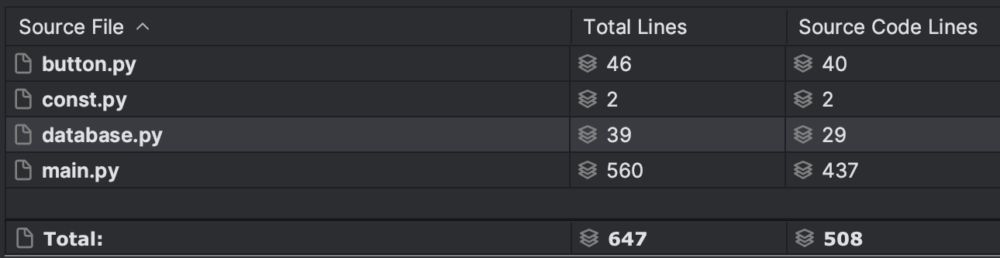 Source File Total Lines Source Code Lines
button.py 46 40
const.py 2 2
database.py 39 29
main.py 560 437
Total: 647 508